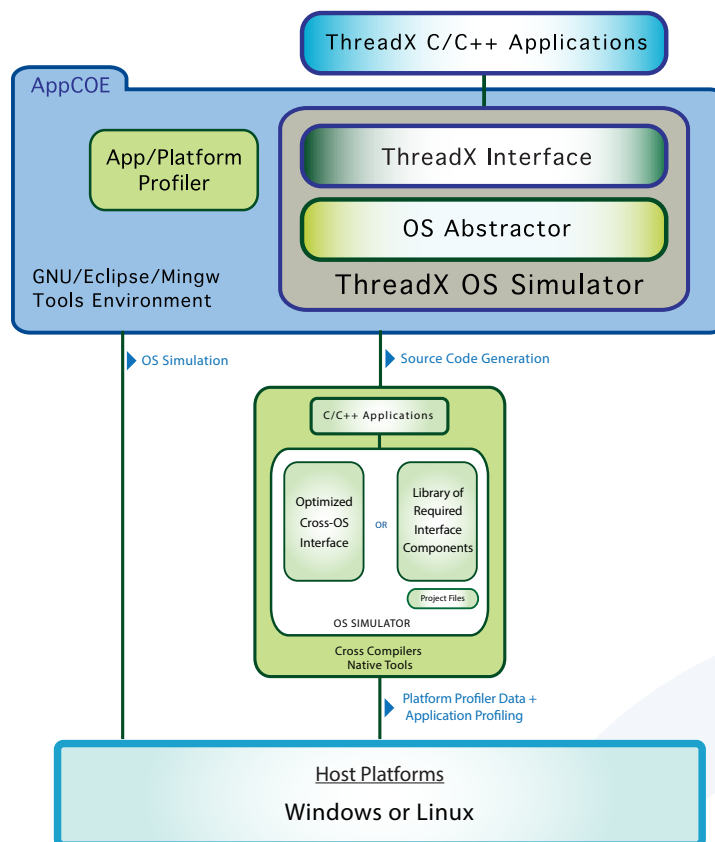 ThreadX C/C++ Applications
AppCOE
App/Platform
Profiler
ThreadX Interface
OS Abstractor
GNU/Eclipse/Mingw
Tools Environment
ThreadX OS Simulator
OS Simulation
Source Code Generation
C/C++ Applications
Optimized
Cross-OS
Interface
OR
Library of
Required
Interface
Components
Project Files
OS SIMULATOR
Cross Compilers
Native Tools
Platform Profiler Data +
Application Profiling
Host Platforms
Windows or Linux